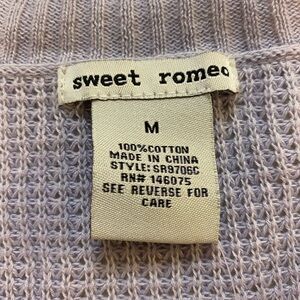 sweet romeo
M
100%COTTON
MADE IN CHINA
STYLE:SR9706C
RN# 146075
SEE REVERSE FOR
CARE